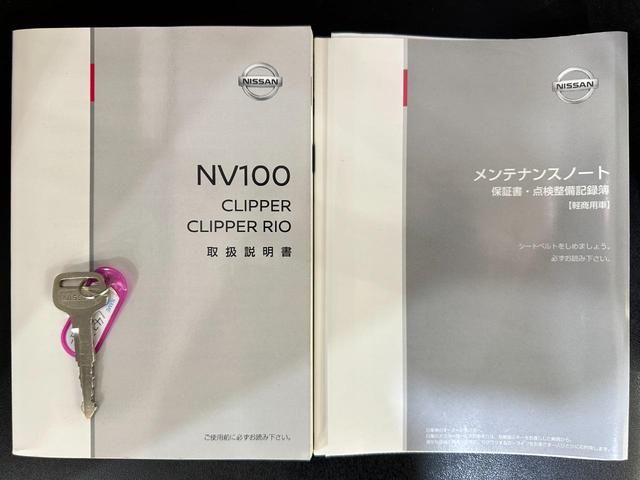 NISSAN
NV100
CLIPPER
CLIPPER RIO
取扱説明書
NISSAN
ご使用前に必ずお読み下さい。
NISSAN
メンテナンスノート
保証書・点検整備記録簿
【軽商用車】
シートベルトをしめましょう。
必ずお読み下さい。